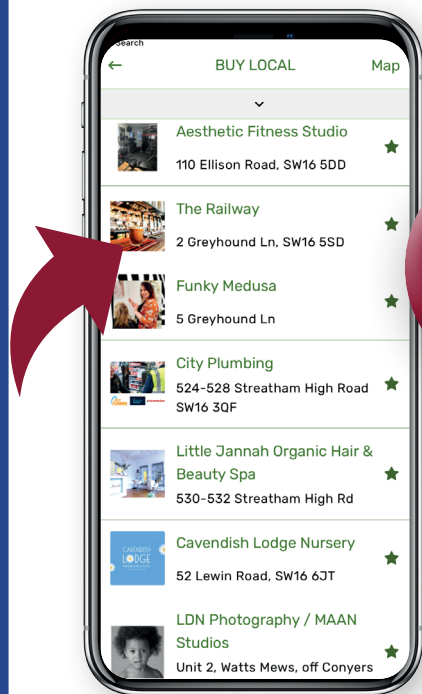 Search
← BUY LOCAL Map
Aesthetic Fitness Studio
110 Ellison Road, SW16 5DD
The Railway
2 Greyhound Ln, SW16 5SD
Funky Medusa
5 Greyhound Ln
City Plumbing
524-528 Streatham High Road
SW16 3QF
Little Jannah Organic Hair &
Beauty Spa
530-532 Streatham High Rd
CAVENDISH
LODGE
Cavendish Lodge Nursery
52 Lewin Road, SW16 6JT
LDN Photography / MAAN
Studios
Unit 2, Watts Mews, off Conyers